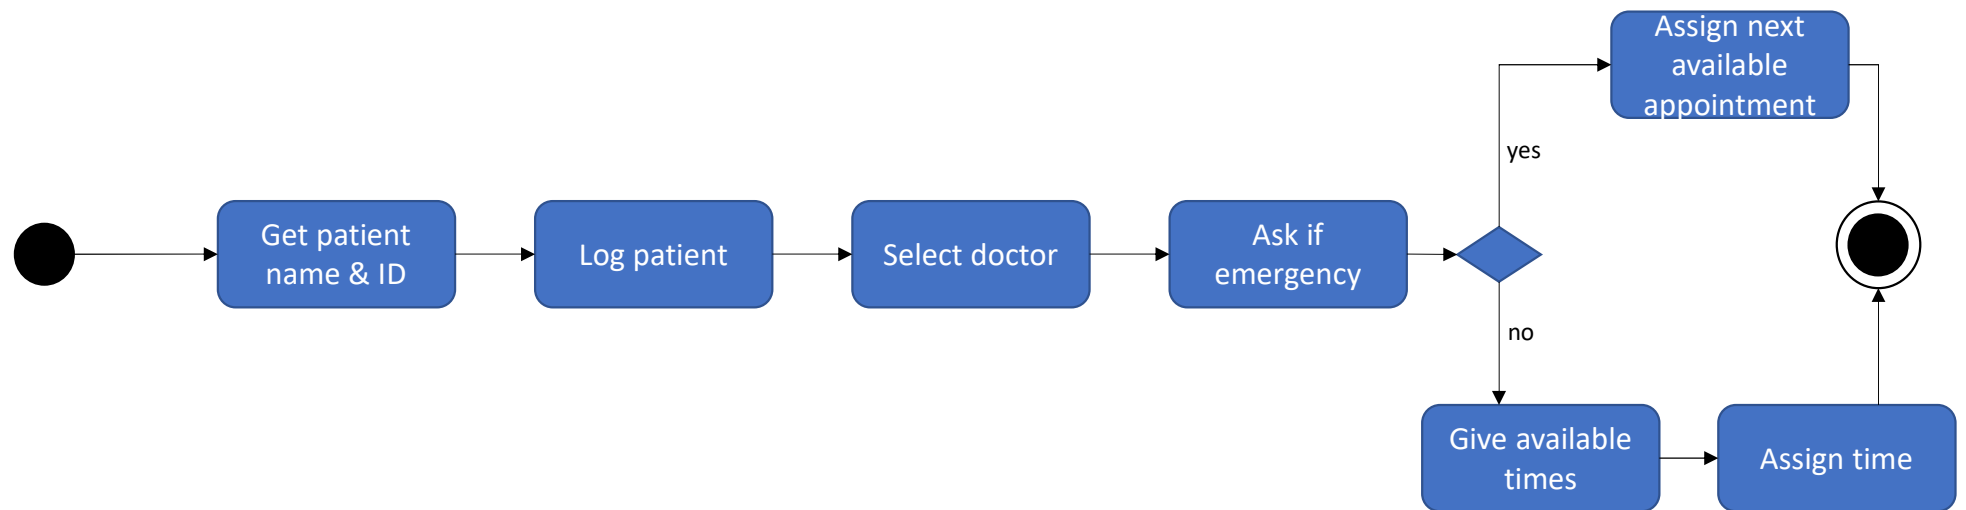 Get patient
name & ID
Log patient
Select doctor
Ask if
emergency
yes
Assign next
available
appointment
no
Give available
times
Assign time